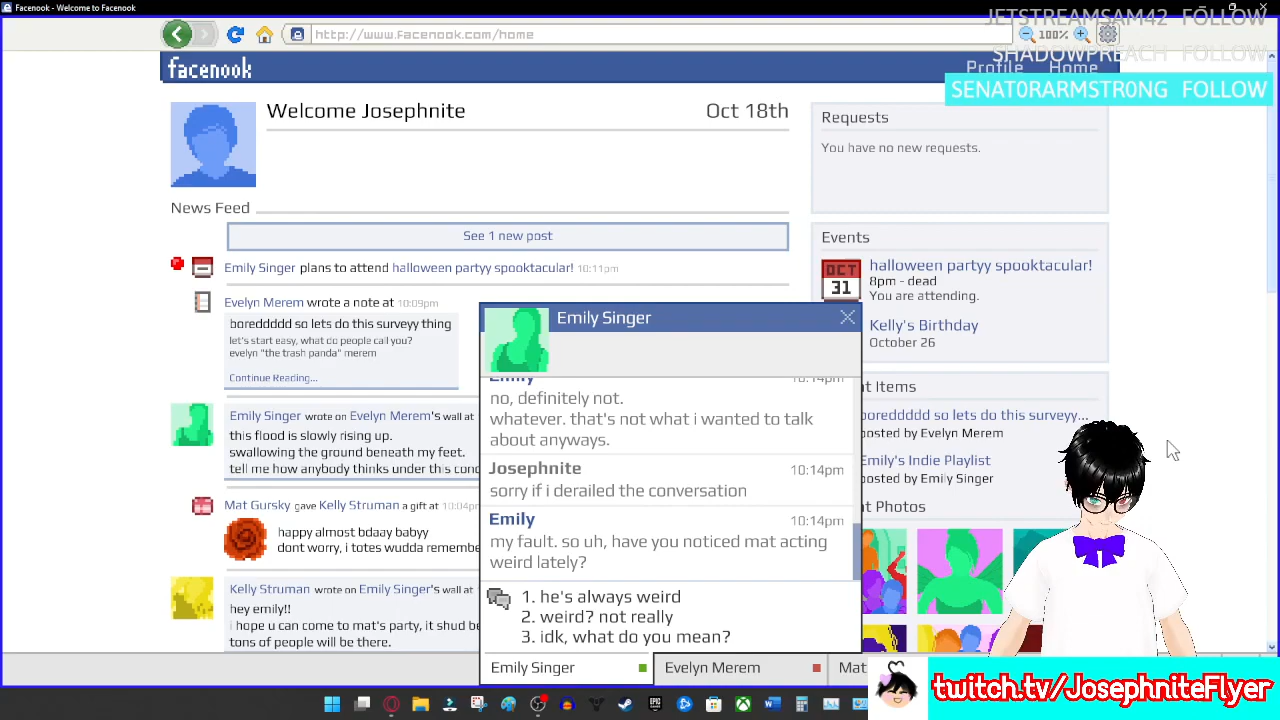 Facenook - Welcome to Facenook
JETSTREAMSAM42 FOLLOW
http://www.facenook.com/home
100%
SHADOWPREACH FOLLOW
facenook
Profile
Home
SENAT0RARMSTR0NG FOLLOW
Welcome Josephnite
Oct 18th
News Feed
See 1 new post
Emily Singer plans to attend halloween partyy spooktacular! 10:11pm
Evelyn Merem wrote a note at 10:09pm
boreddddd so lets do this surveyy thing
let's start easy, what do people call you?
evelyn "the trash panda" merem
Continue Reading...
Emily Singer wrote on Evelyn Merem's wall at
this flood is slowly rising up.
swallowing the ground beneath my feet.
tell me how anybody thinks under this con
Mat Gursky gave Kelly Struman a gift at 10:04p
happy almost bdaay baby,
dont worry, i totes wudda remembe
Kelly Struman wrote on Emily Singer's wall at
hey emily!!
i hope u can come to mat's party, it shud be
tons of people will be there.
Requests
You have no new requests.
Events
OCT
31
halloween partyy spooktacular!
8pm - dead
You are attending.
Kelly's Birthday
October 26
t Items
boreddddd so lets do this surveyy...
posted by Evelyn Merem
Emily's Indie Playlist
posted by Emily Singer
t Photos
Emily Singer
Emily 10:14pm
no, definitely not.
whatever. that's not what i wanted to talk
about anyways.
Josephnite 10:14pm
sorry if i derailed the conversation
Emily 10:14pm
my fault. so uh, have you noticed mat acting
weird lately?
1. he's always weird
2. weird? not really
3. idk, what do you mean?
Emily Singer
Evelyn Merem
Mat
twitch.tv/JosephniteFlyer